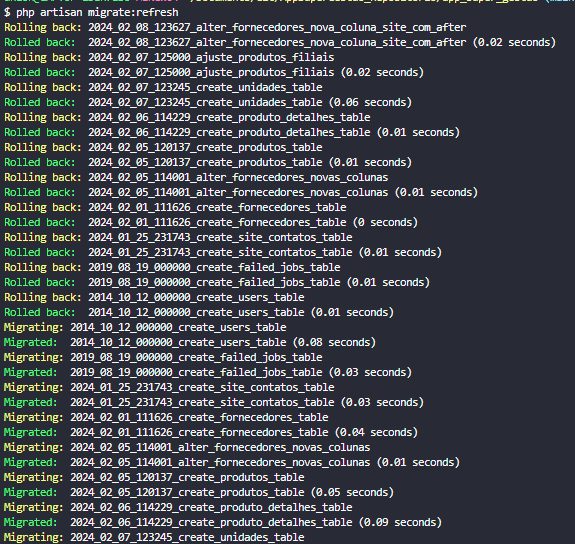 $ php artisan migrate:refresh
Rolling back: 2024_02_08_123627_alter_fornecedores_nova_coluna_site_com_after
Rolled back:  2024_02_08_123627_alter_fornecedores_nova_coluna_site_com_after (0.02 seconds)
Rolling back: 2024_02_07_125000_ajuste_produtos_filiais
Rolled back:  2024_02_07_125000_ajuste_produtos_filiais (0.02 seconds)
Rolling back: 2024_02_07_123245_create_unidades_table
Rolled back:  2024_02_07_123245_create_unidades_table (0.06 seconds)
Rolling back: 2024_02_06_114229_create_produto_detalhes_table
Rolled back:  2024_02_06_114229_create_produto_detalhes_table (0.01 seconds)
Rolling back: 2024_02_05_120137_create_produtos_table
Rolled back:  2024_02_05_120137_create_produtos_table (0.01 seconds)
Rolling back: 2024_02_05_114001_alter_fornecedores_novas_colunas
Rolled back:  2024_02_05_114001_alter_fornecedores_novas_colunas (0.01 seconds)
Rolling back: 2024_02_01_111626_create_fornecedores_table
Rolled back:  2024_02_01_111626_create_fornecedores_table (0 seconds)
Rolling back: 2024_01_25_231743_create_site_contatos_table
Rolled back:  2024_01_25_231743_create_site_contatos_table (0.01 seconds)
Rolling back: 2019_08_19_000000_create_failed_jobs_table
Rolled back:  2019_08_19_000000_create_failed_jobs_table (0.01 seconds)
Rolling back: 2014_10_12_000000_create_users_table
Rolled back:  2014_10_12_000000_create_users_table (0.01 seconds)
Migrating: 2014_10_12_000000_create_users_table
Migrated:  2014_10_12_000000_create_users_table (0.08 seconds)
Migrating: 2019_08_19_000000_create_failed_jobs_table
Migrated:  2019_08_19_000000_create_failed_jobs_table (0.03 seconds)
Migrating: 2024_01_25_231743_create_site_contatos_table
Migrated:  2024_01_25_231743_create_site_contatos_table (0.03 seconds)
Migrating: 2024_02_01_111626_create_fornecedores_table
Migrated:  2024_02_01_111626_create_fornecedores_table (0.04 seconds)
Migrating: 2024_02_05_114001_alter_fornecedores_novas_colunas
Migrated:  2024_02_05_114001_alter_fornecedores_novas_colunas (0.01 seconds)
Migrating: 2024_02_05_120137_create_produtos_table
Migrated:  2024_02_05_120137_create_produtos_table (0.05 seconds)
Migrating: 2024_02_06_114229_create_produto_detalhes_table
Migrated:  2024_02_06_114229_create_produto_detalhes_table (0.09 seconds)
Migrating: 2024_02_07_123245_create_unidades_table